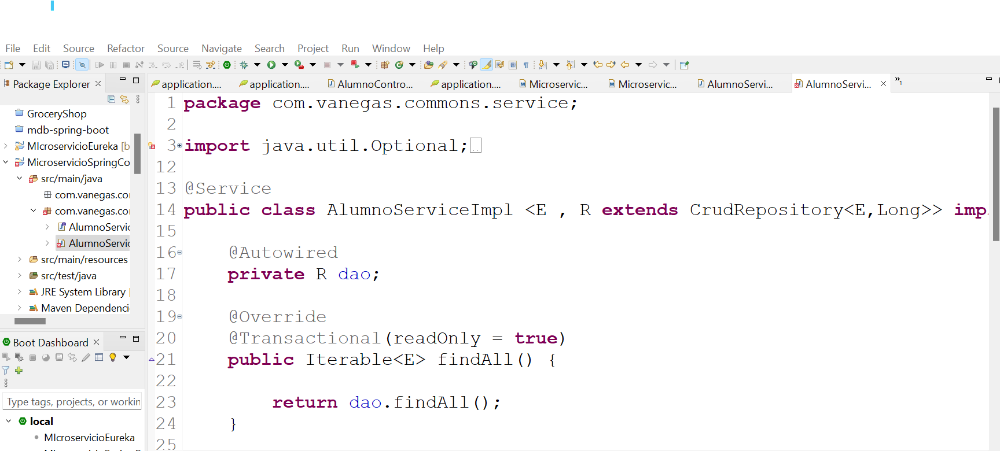 File Edit Source Refactor Source Navigate Search Project Run Window Help
Package Explorer
application.... application.... AlumnoContro... application.... Microservic... Microservic... AlumnoServi... AlumnoServi... »1
GroceryShop
mdb-spring-boot
MIcroservicioEureka [b
MicroservicioSpringCo
src/main/java
com.vanegas.co
com.vanegas.co
AlumnoServic
AlumnoServic
src/main/resources
src/test/java
JRE System Library
Maven Dependenci
Boot Dashboard
Type tags, projects, or workin
local
MIcroservicioEureka
1 package com.vanegas.commons.service;
2
3 import java.util.Optional;
12
13 @Service
14 public class AlumnoServiceImpl <E , R extends CrudRepository<E,Long>> imp
15
16 @Autowired
17 private R dao;
18
19 @Override
20 @Transactional(readOnly = true)
21 public Iterable<E> findAll() {
22
23 return dao.findAll();
24 }
25